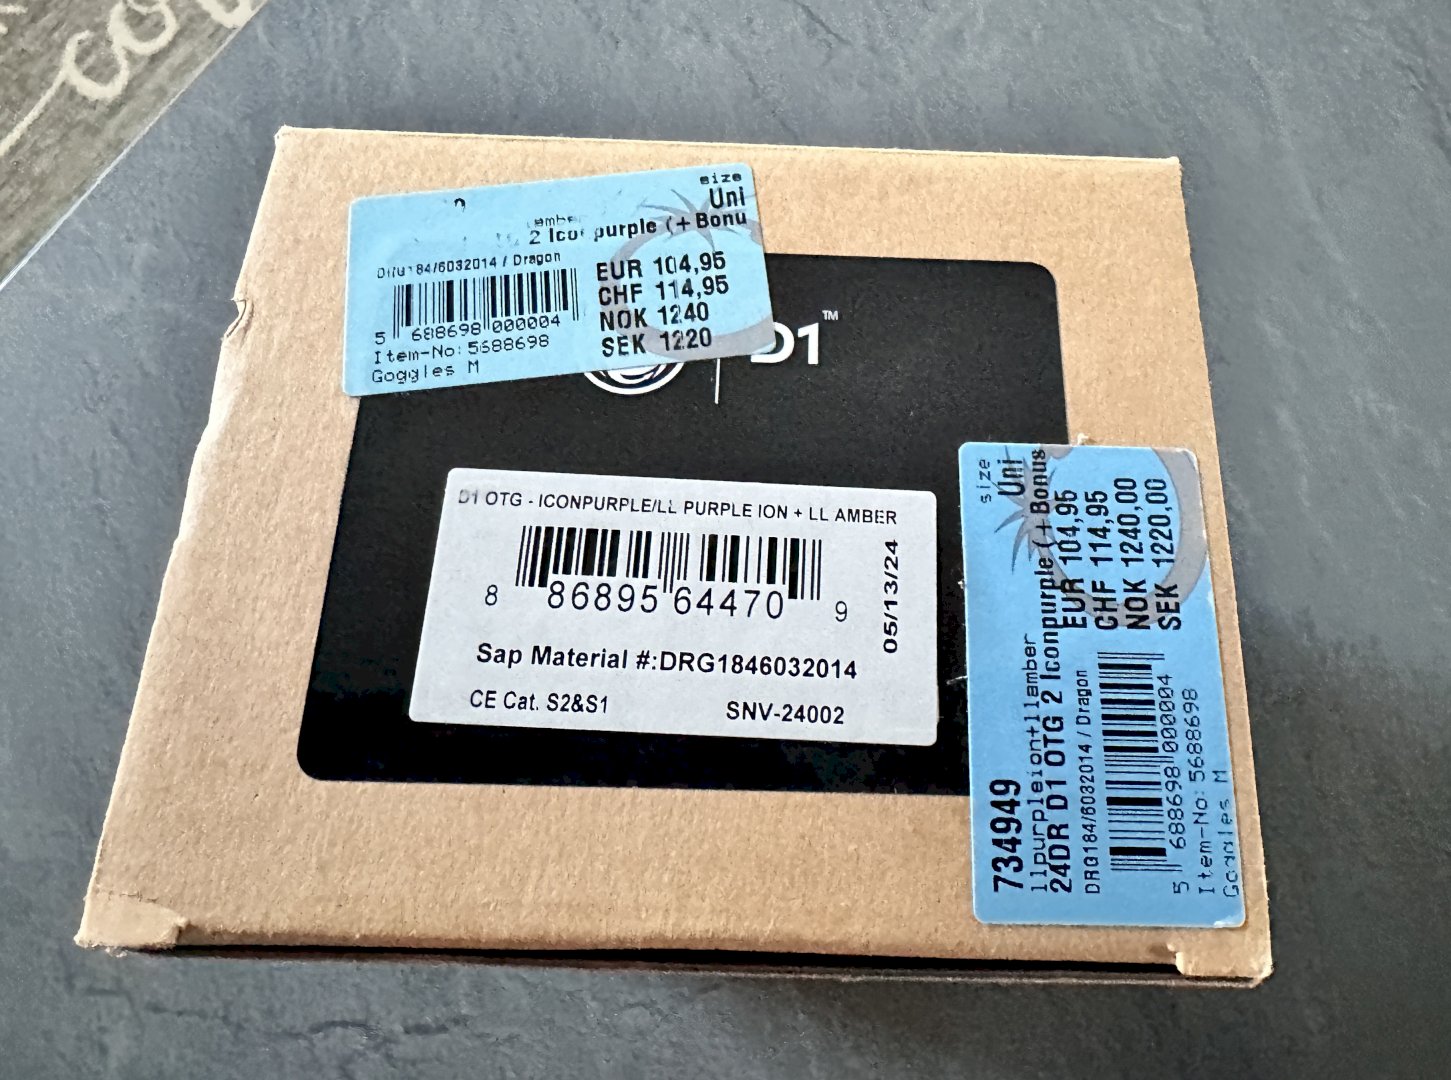 co
size
Uni
purple (+ Bonu
84/6032014 / Dragon
EUR 104,95
CHF 114,95
NOK 1240
SEK 1220
5 688698 000004
Item-No: 5688698
Goggles M
D1™
D1 OTG - ICONPURPLE/LL PURPLE ION + LL AMBER
8 86895 64470 9
05/13/24
Sap Material #:DRG1846032014
CE Cat. S2&S1
SNV-24002
size
Uni
734949
llpurpleion+llamber
24DR D1 OTG 2 Iconpurple (+ Bonus
DRG184/6032014 / Dragon
EUR 104,95
CHF 114,95
NOK 1240,00
SEK 1220,00
5 688698 000004
Item-No: 5688698
Goggles M